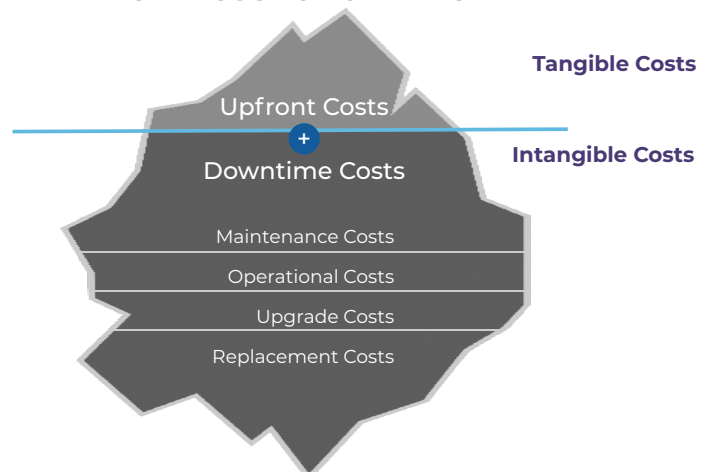 Tangible Costs
Upfront Costs
+
Intangible Costs
Downtime Costs
Maintenance Costs
Operational Costs
Upgrade Costs
Replacement Costs